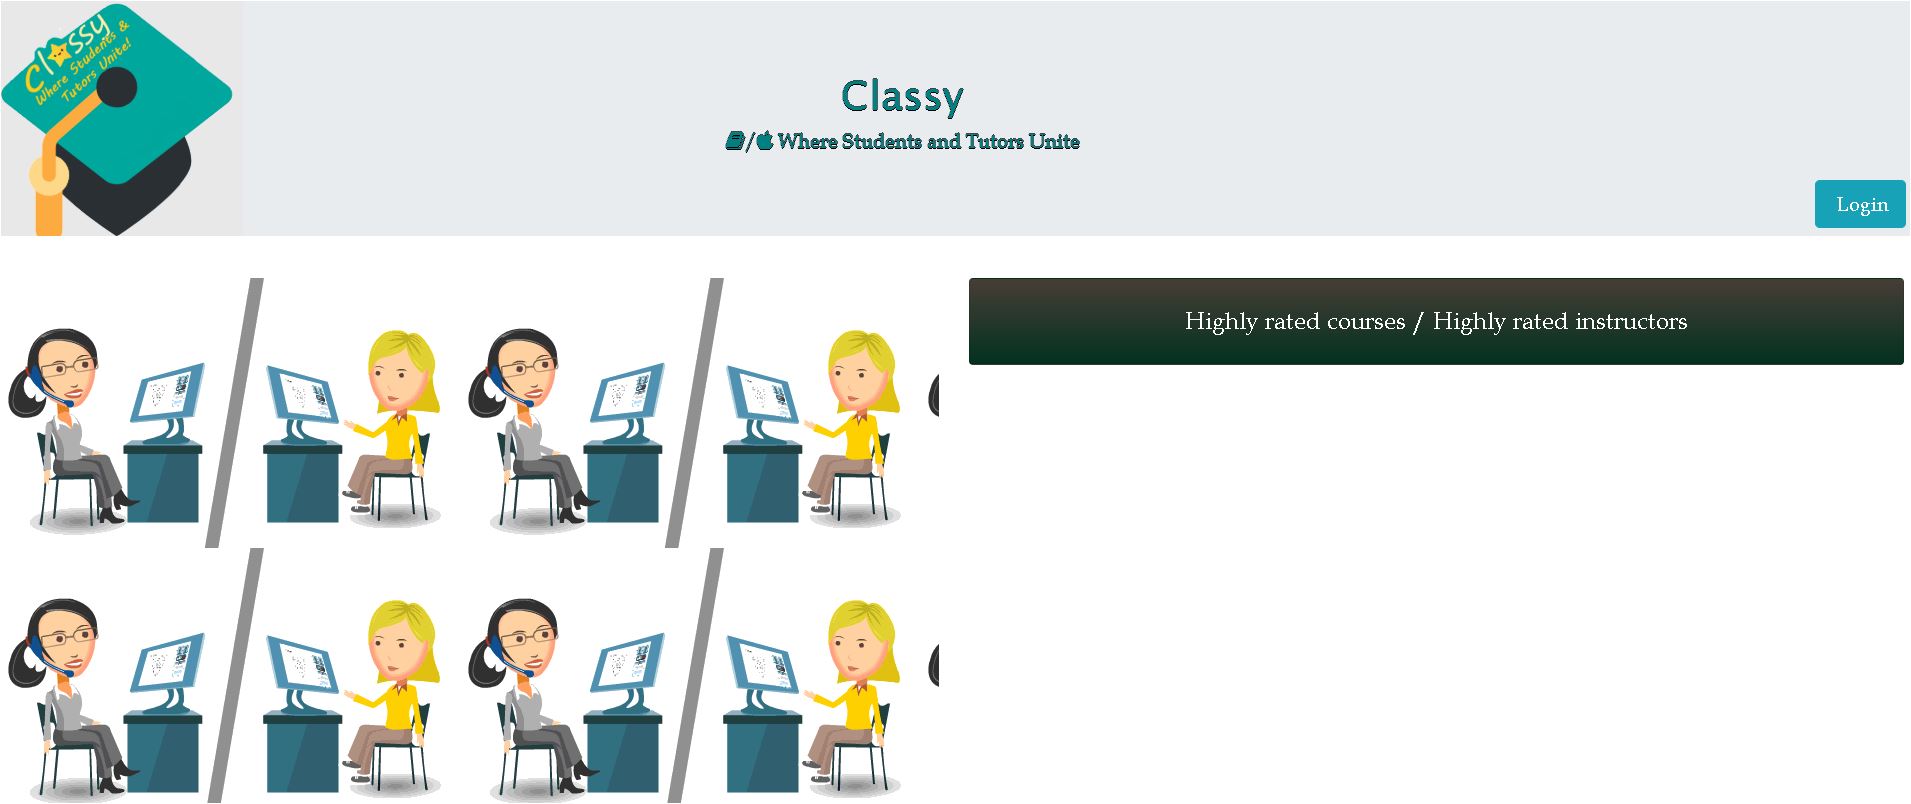 Classy
Where Students &
Tutors Unite!
Classy
/ Where Students and Tutors Unite
Login
Highly rated courses / Highly rated instructors